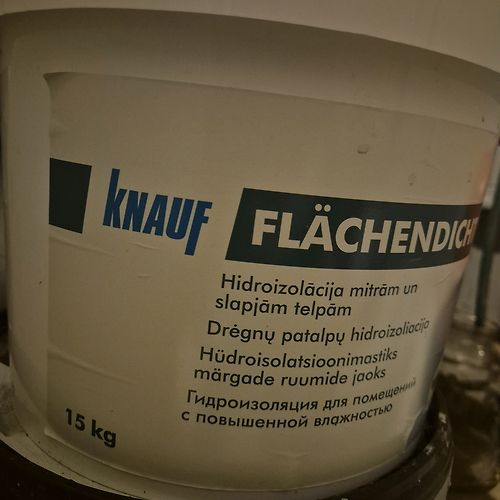 KNAUF
FLÄCHENDICHT
Hidroizolācija mitrām un
slapjām telpām
Drėgnų patalpų hidroizoliacija
Hüdroisolatsioonimastiks
märgade ruumide jaoks
Гидроизоляция для помещений
с повышенной влажностью
15 kg